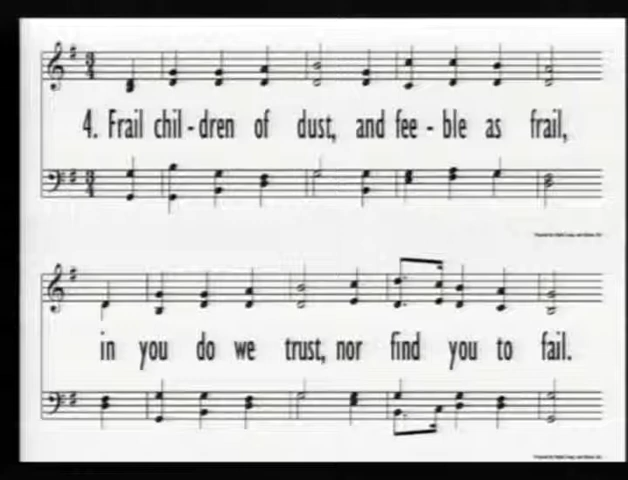 4. Frail chil - dren of dust, and fee - ble as frail,
in you do we trust, nor find you to fail.